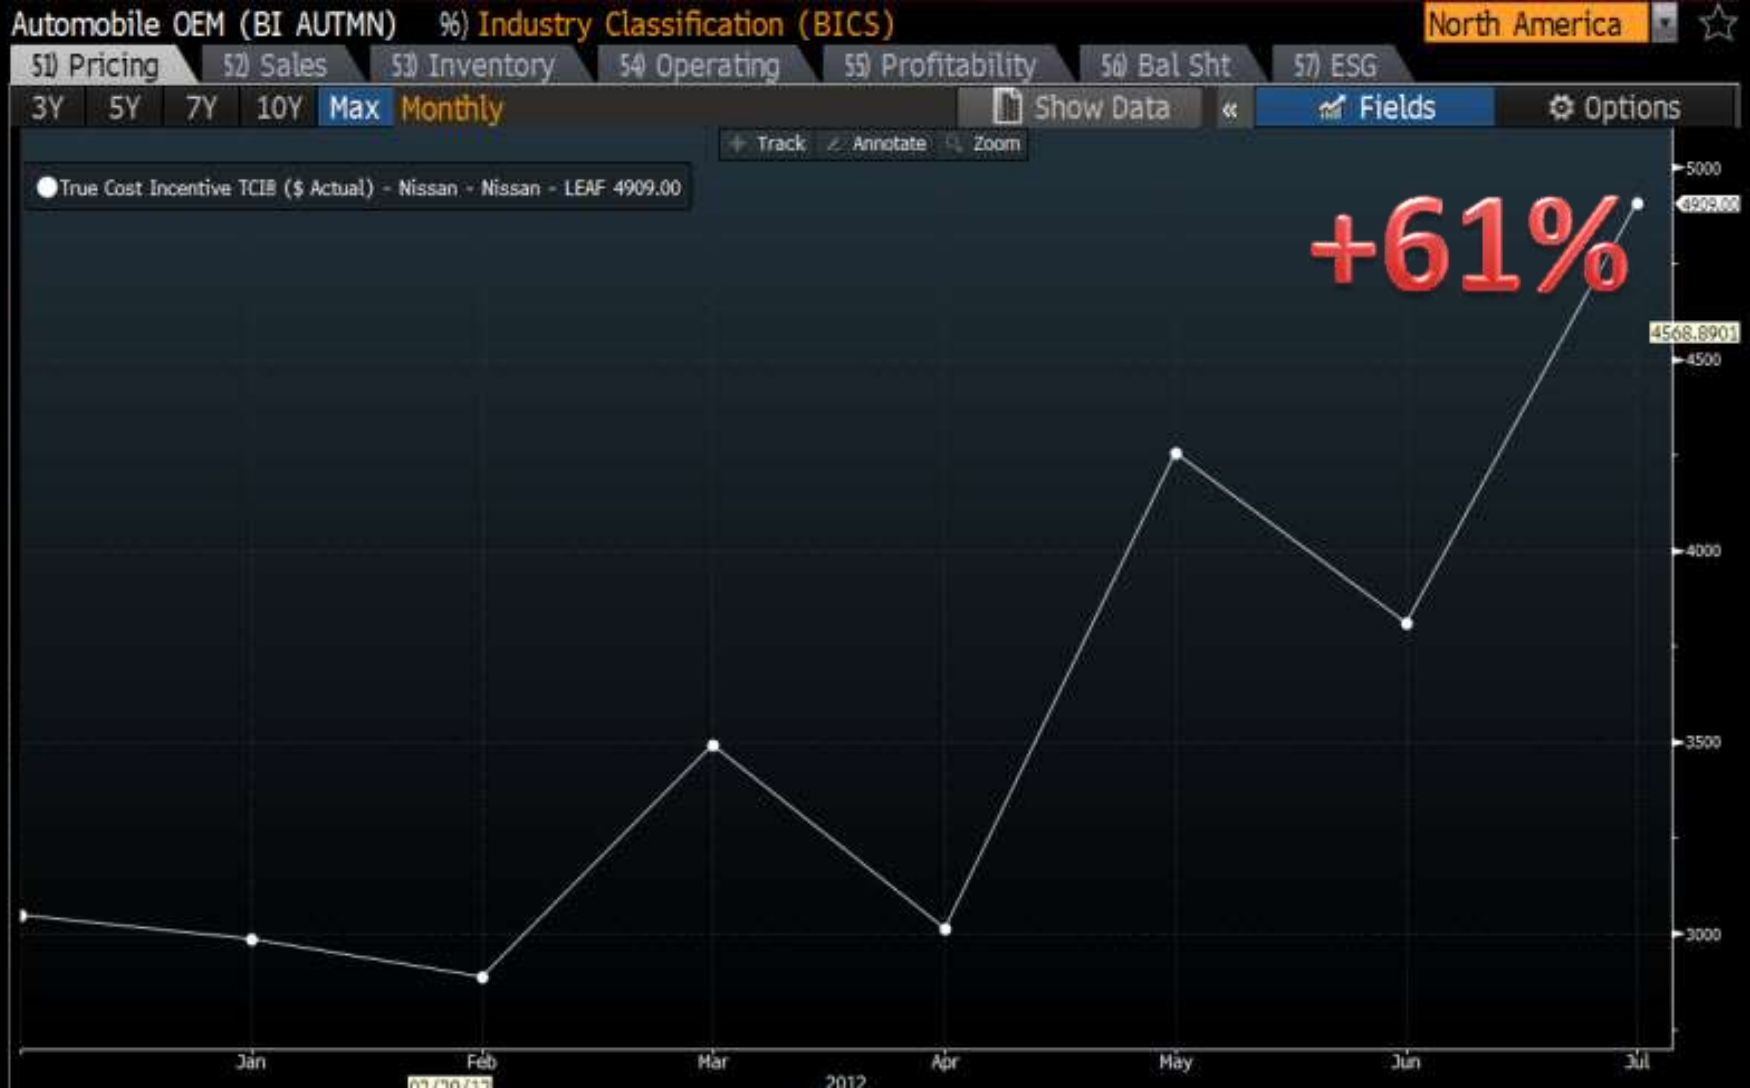 Automobile OEM (BI AUTMN) 96) Industry Classification (BICS) North America
51) Pricing 52) Sales 53) Inventory 54) Operating 55) Profitability 56) Bal Sht 57) ESG
3Y 5Y 7Y 10Y Max Monthly Show Data « Fields Options
Track Annotate Zoom
True Cost Incentive ($ Actual) - Nissan - Nissan - LEAF 4909.00
5000
4909.00
+61%
4568.8901
4500
4000
3500
3000
Jan Feb Mar Apr May Jun Jul
2012